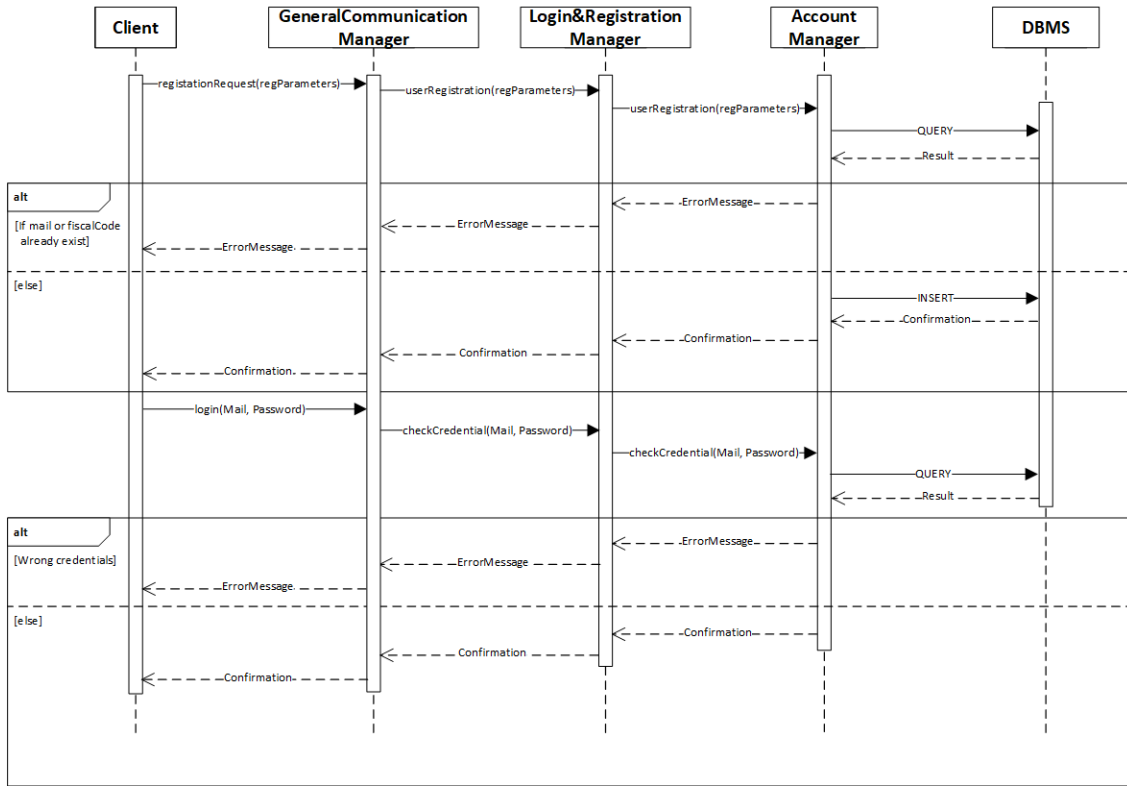 Client
GeneralCommunication
Manager
Login&Registration
Manager
Account
Manager
DBMS
registationRequest(regParameters)
userRegistration(regParameters)
userRegistration(regParameters)
QUERY
Result
alt
[If mail or fiscalCode
already exist]
ErrorMessage
ErrorMessage
ErrorMessage
[else]
INSERT
Confirmation
Confirmation
Confirmation
Confirmation
login(Mail, Password)
checkCredential(Mail, Password)
checkCredential(Mail, Password)
QUERY
Result
alt
[Wrong credentials]
ErrorMessage
ErrorMessage
ErrorMessage
[else]
Confirmation
Confirmation
Confirmation